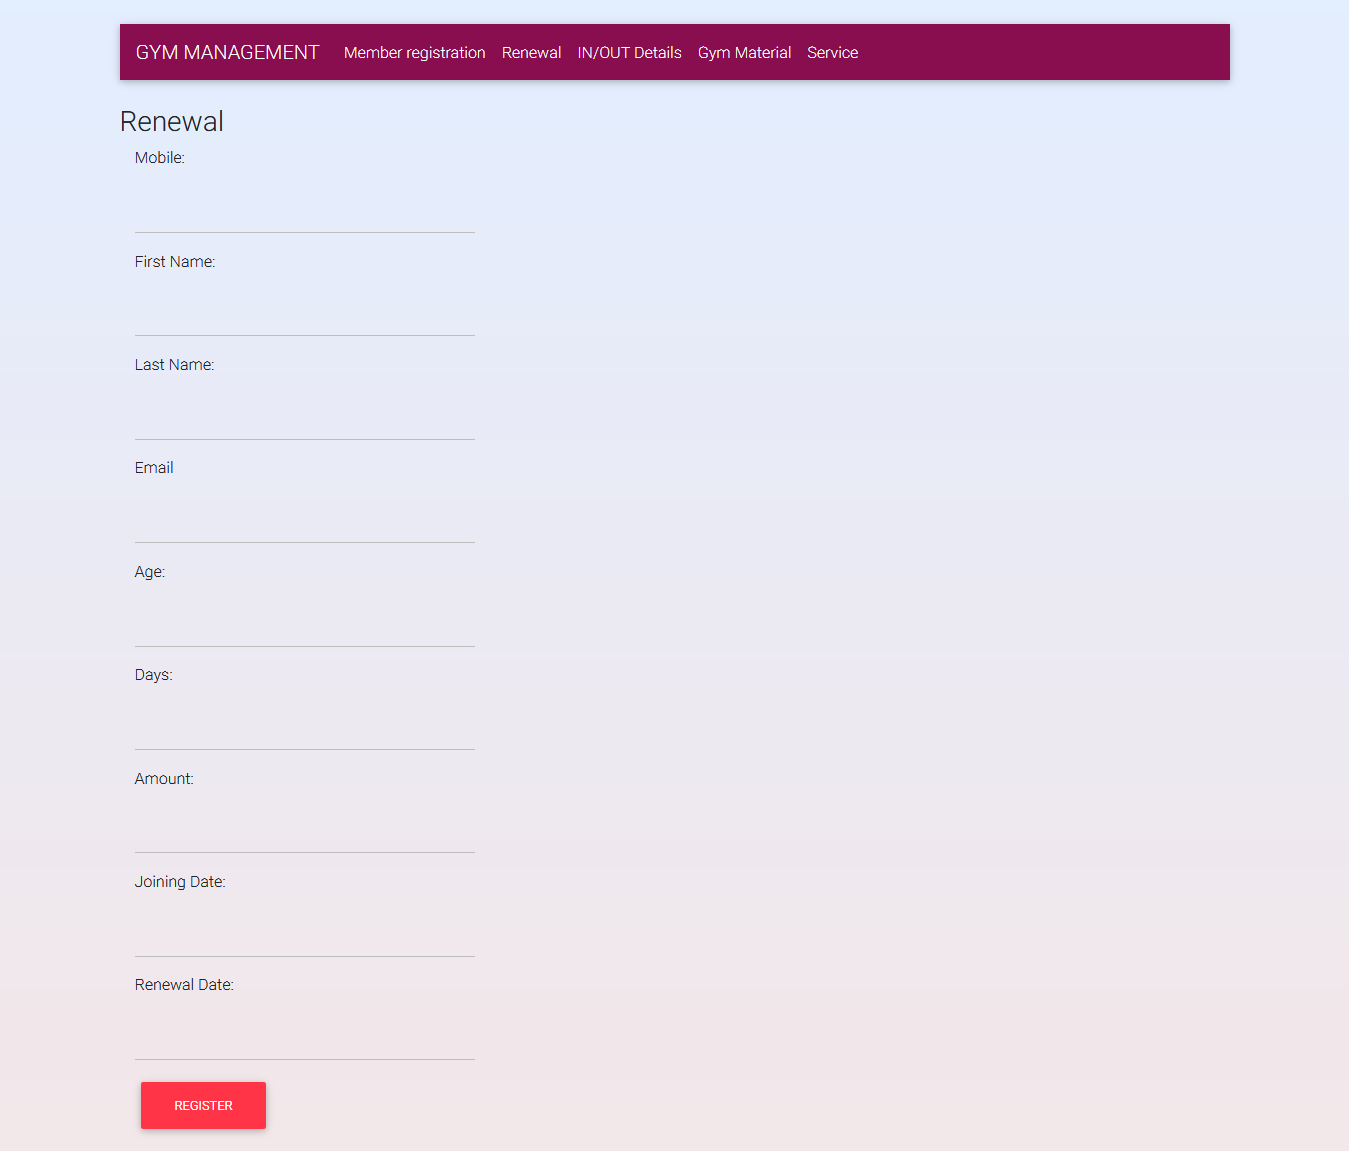 GYM MANAGEMENT Member registration Renewal IN/OUT Details Gym Material Service
Renewal
Mobile:
First Name:
Last Name:
Email
Age:
Days:
Amount:
Joining Date:
Renewal Date:
REGISTER